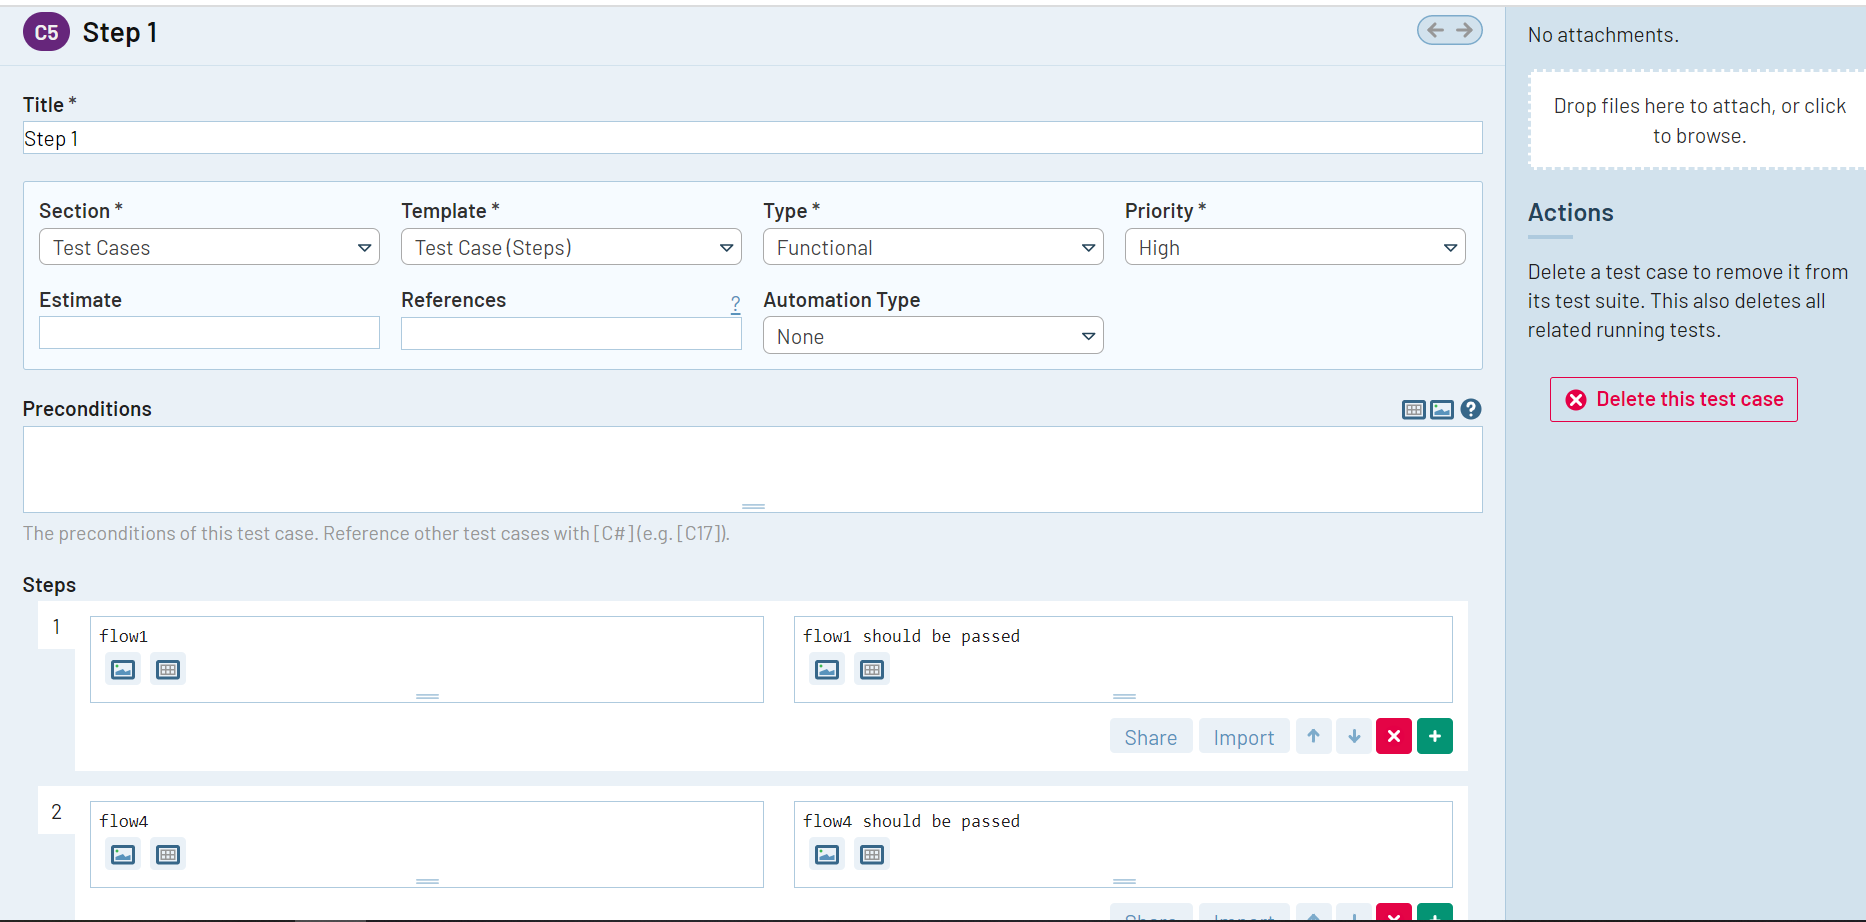 C5 Step 1
No attachments.
Drop files here to attach, or click
to browse.
Title *
Step 1
Section * Template * Type * Priority *
Test Cases Test Case (Steps) Functional High
Estimate References ? Automation Type
None
Actions
Delete a test case to remove it from
its test suite. This also deletes all
related running tests.
Delete this test case
Preconditions ?
The preconditions of this test case. Reference other test cases with [C#] (e.g. [C17]).
Steps
1 flow1 flow1 should be passed
Share Import
2 flow4 flow4 should be passed
Share Import